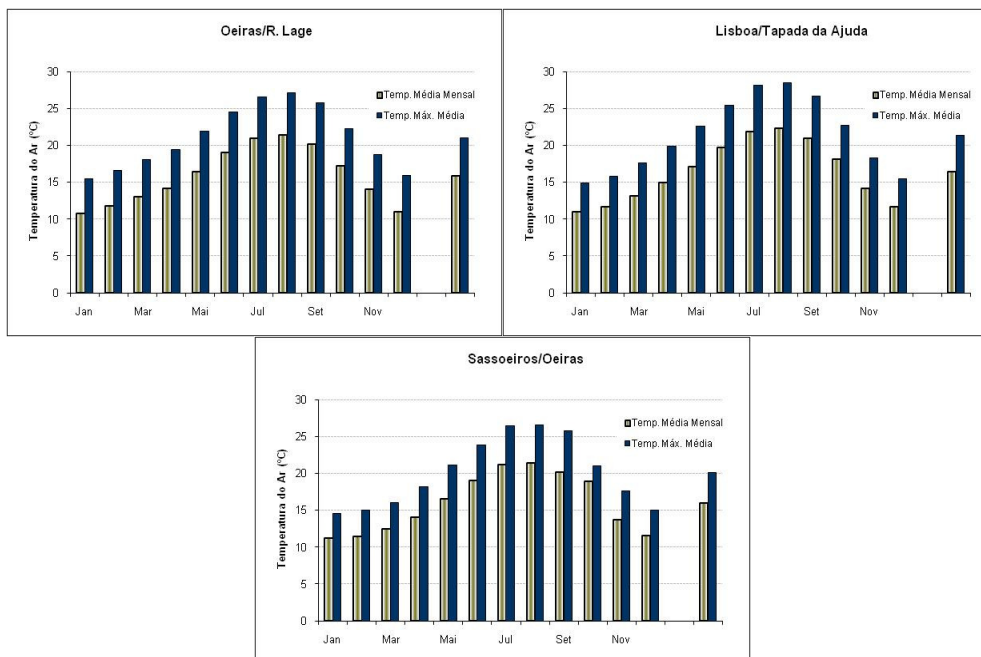 Oeiras/R. Lage
Temperatura do Ar (ºC)
30
25
20
15
10
5
0
Temp. Média Mensal
Temp. Máx. Média
Jan Mar Mai Jul Set Nov
Lisboa/Tapada da Ajuda
Temperatura do Ar (ºC)
30
25
20
15
10
5
0
Temp. Média Mensal
Temp. Máx. Média
Jan Mar Mai Jul Set Nov
Sassoeiros/Oeiras
Temperatura do Ar (ºC)
30
25
20
15
10
5
0
Temp. Média Mensal
Temp. Máx. Média
Jan Mar Mai Jul Set Nov